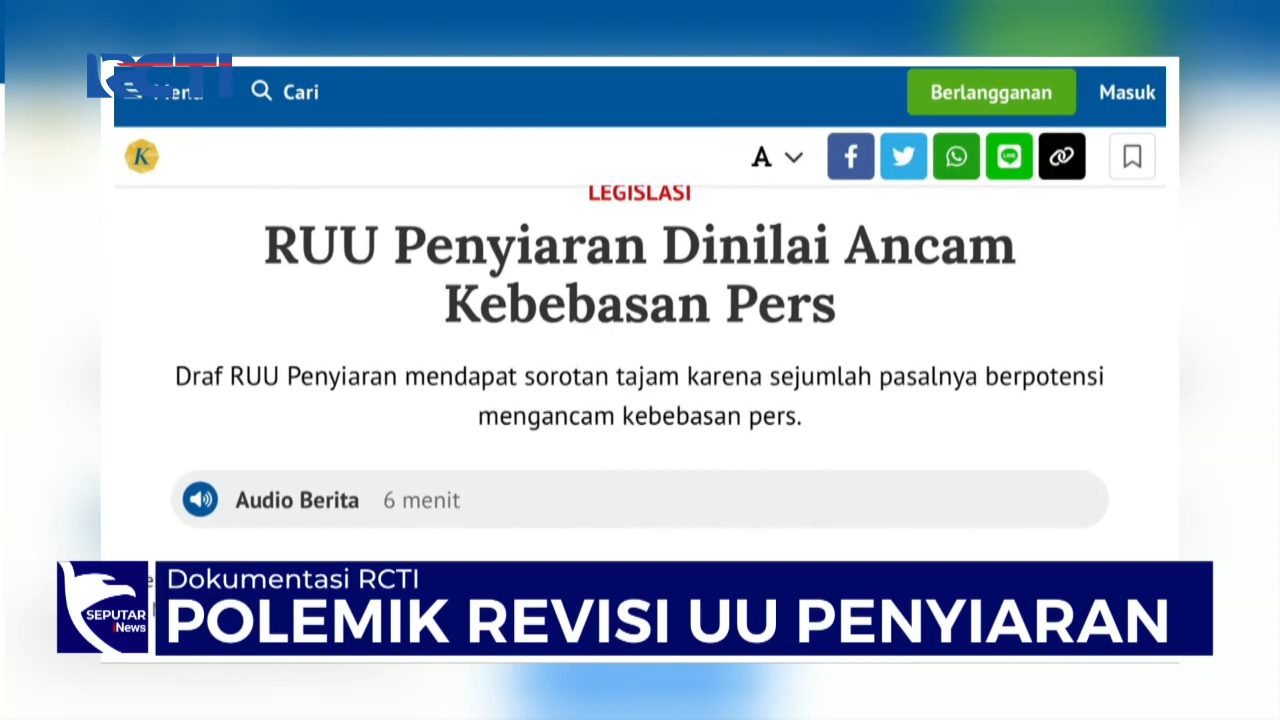 RCTI
Menu
Cari
Berlangganan
Masuk
K
A
LEGISLASI
RUU Penyiaran Dinilai Ancam
Kebebasan Pers
Draf RUU Penyiaran mendapat sorotan tajam karena sejumlah pasalnya berpotensi
mengancam kebebasan pers.
Audio Berita 6 menit
Dokumentasi RCTI
SEPUTAR
iNews
POLEMIK REVISI UU PENYIARAN